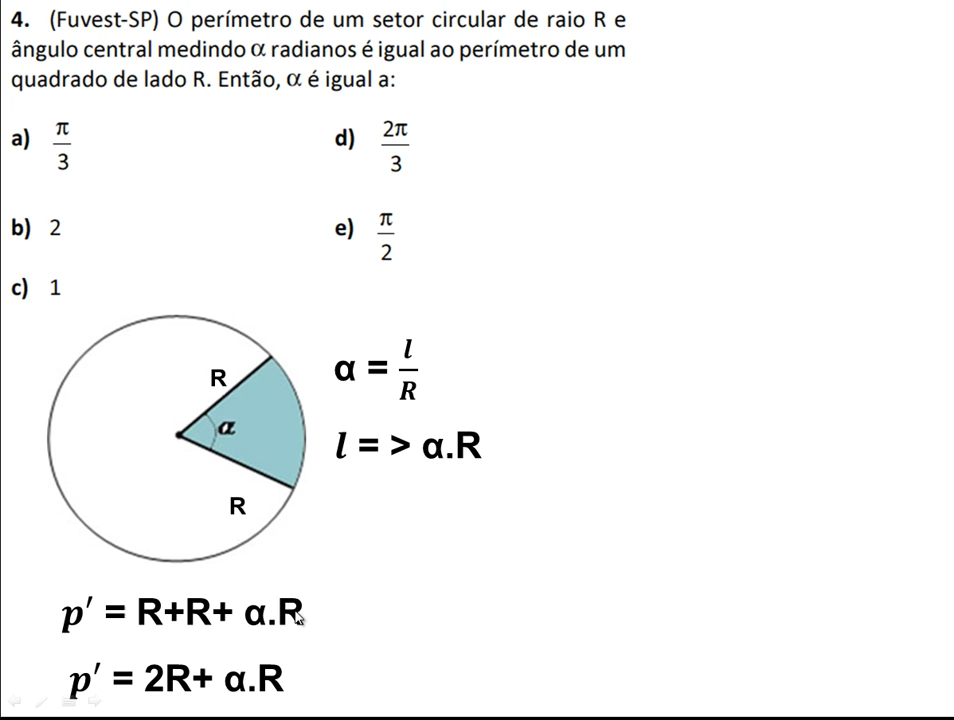 4. (Fuvest-SP) O perímetro de um setor circular de raio R e
ângulo central medindo α radianos é igual ao perímetro de um
quadrado de lado R. Então, α é igual a:
a) π/3
d) 2π/3
b) 2
e) π/2
c) 1
R
α
R
α = l/R
l = > α.R
p′ = R+R+ α.R
p′ = 2R+ α.R